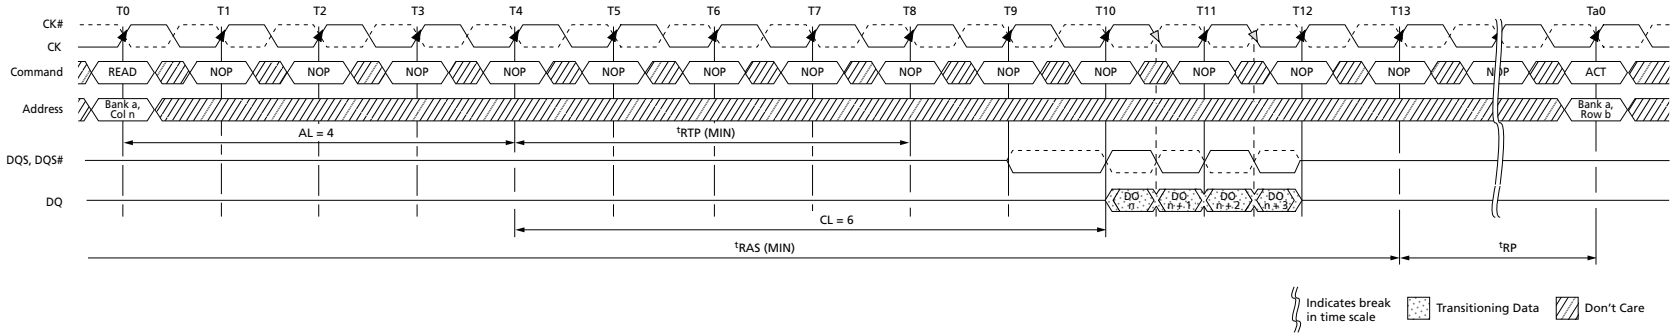 T0 T1 T2 T3 T4 T5 T6 T7 T8 T9 T10 T11 T12 T13 Ta0
CK#
CK
Command READ NOP NOP NOP NOP NOP NOP NOP NOP NOP NOP NOP NOP NOP NOP ACT
Address Bank a, Col n Bank a, Row b
AL = 4 tRTP (MIN)
DQS, DQS#
DQ DO n DO n + 1 DO n + 2 DO n + 3
CL = 6
tRAS (MIN) tRP
Indicates break
in time scale
Transitioning Data
Don't Care